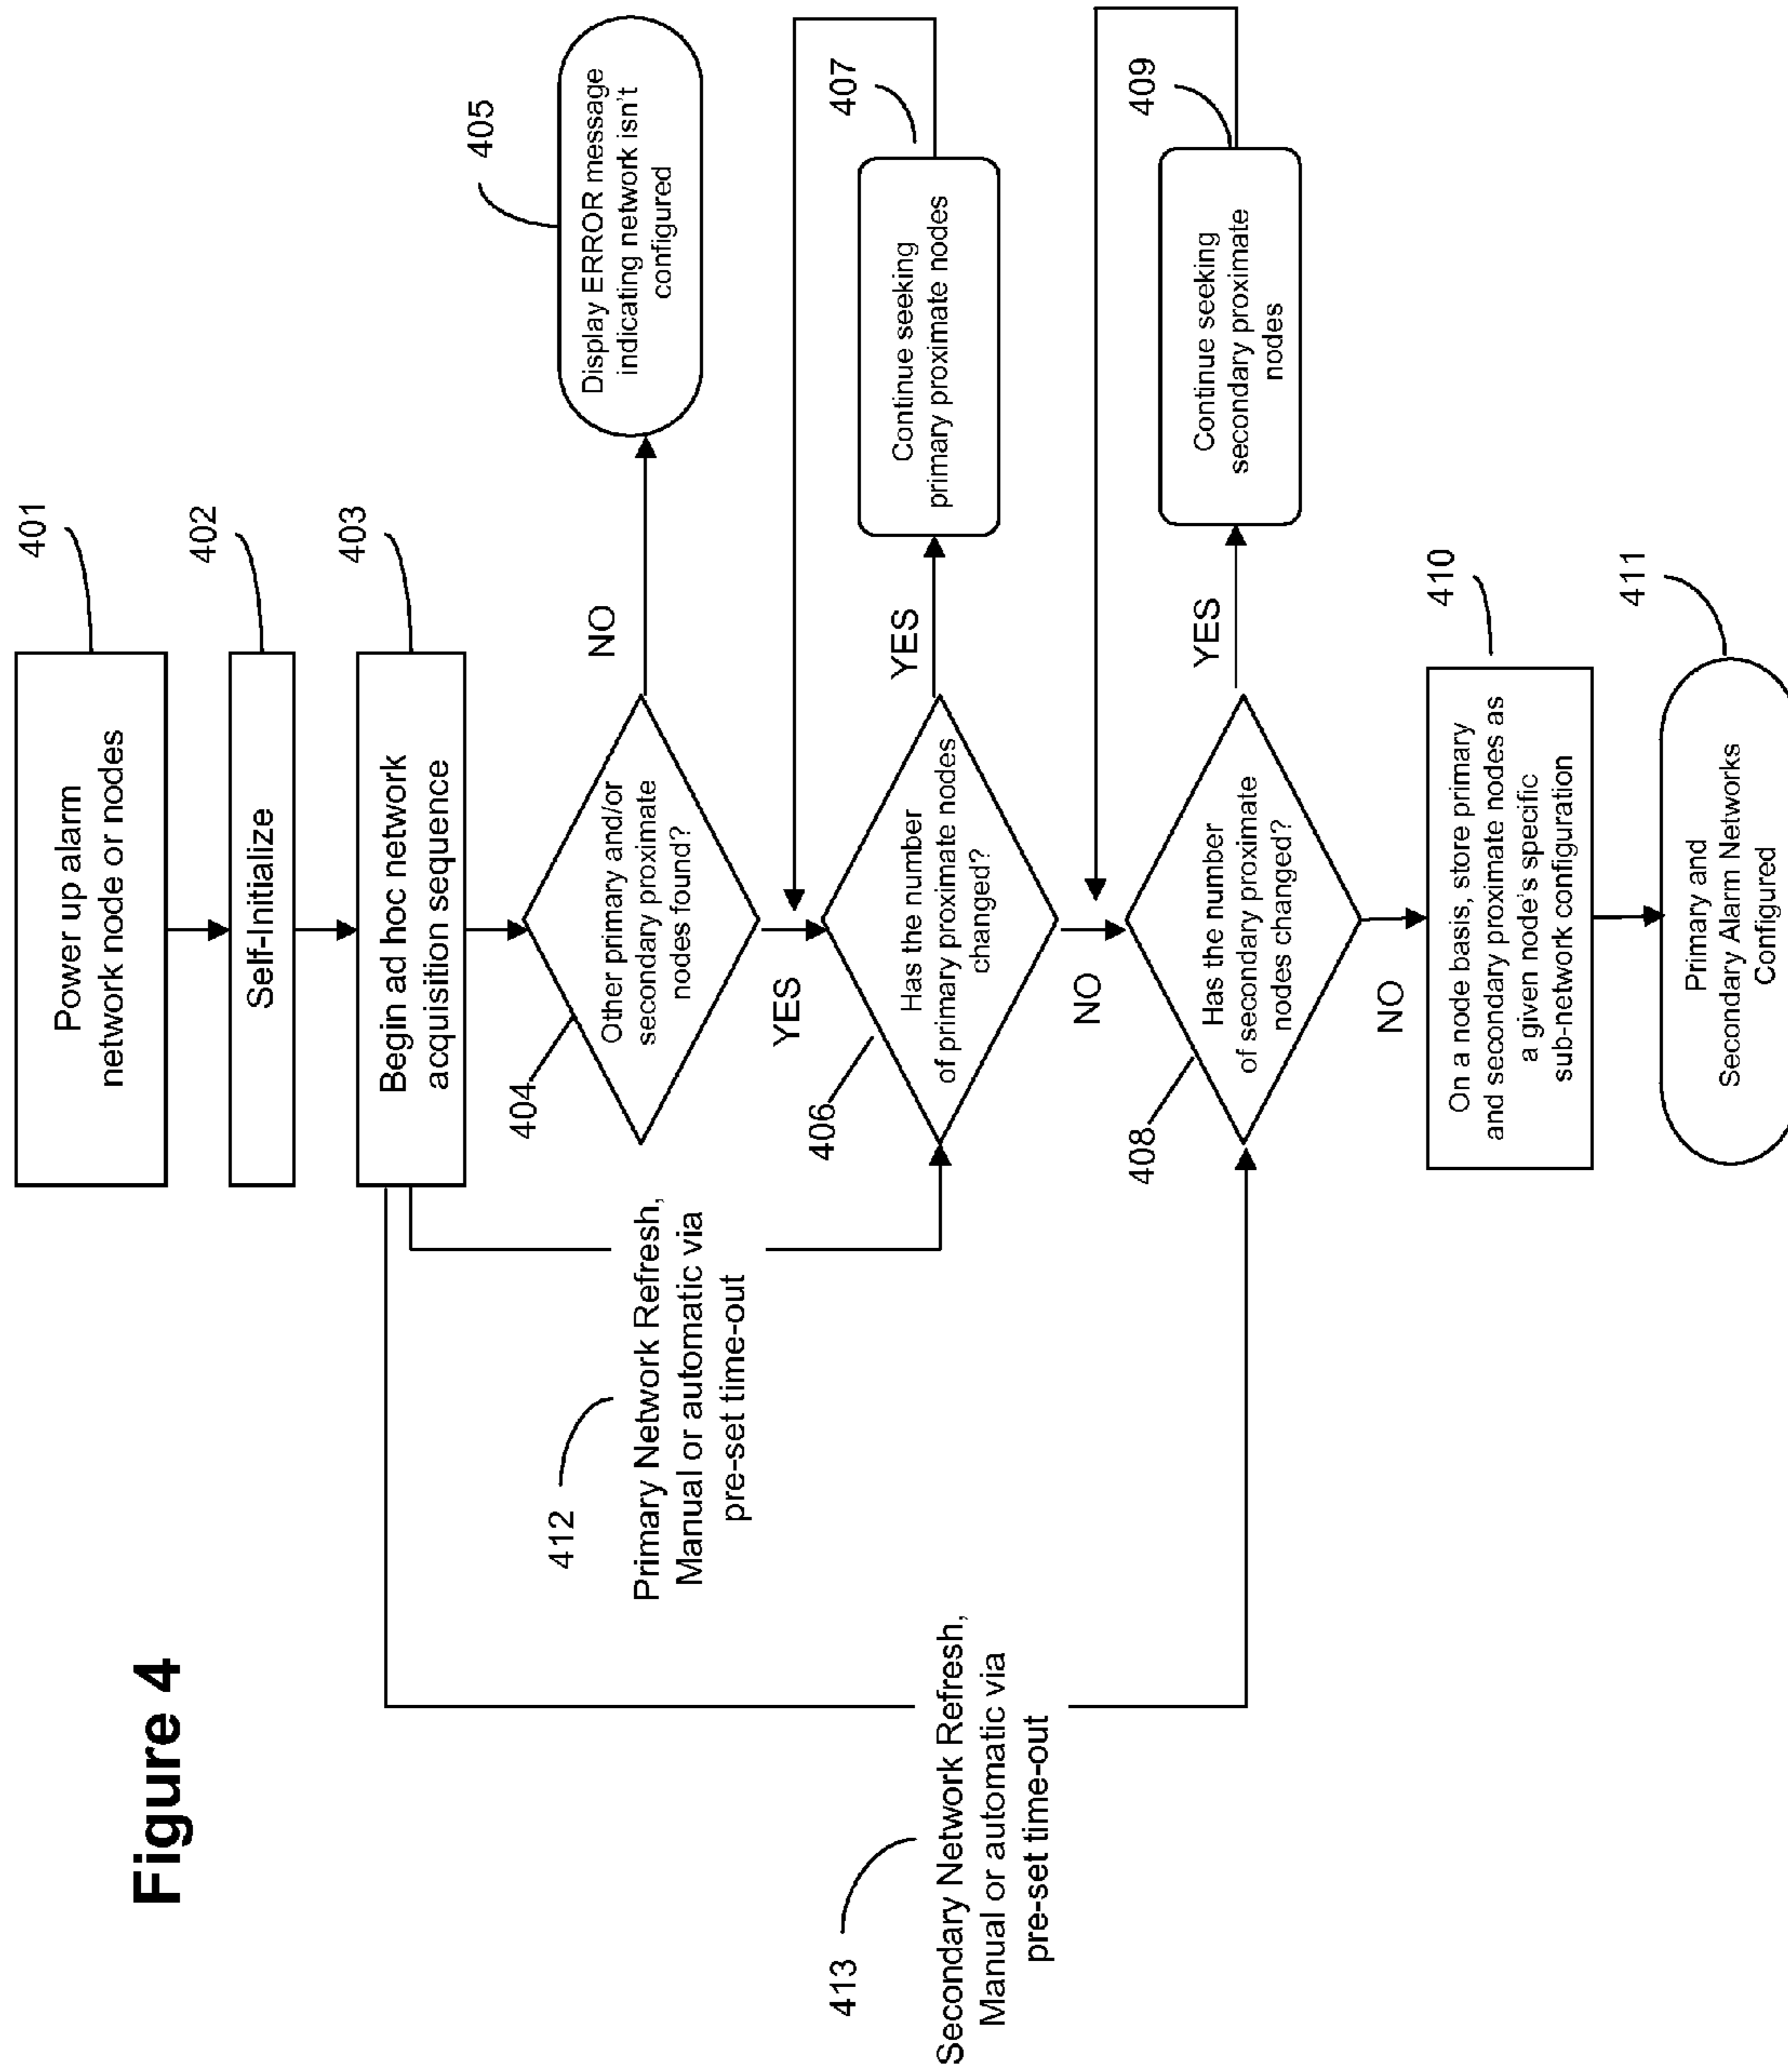 Figure 4
Power up alarm
network node or nodes
401
Self-Initialize
402
Begin ad hoc network
acquisition sequence
403
Other primary and/or
secondary proximate
nodes found?
404
NO
Display ERROR message
indicating network isn't
configured
405
YES
Has the number
of primary proximate nodes
changed?
406
YES
Continue seeking
primary proximate nodes
407
NO
Has the number
of secondary proximate
nodes changed?
408
YES
Continue seeking
secondary proximate
nodes
409
NO
On a node basis, store primary
and secondary proximate nodes as
a given node's specific
sub-network configuration
410
Primary and
Secondary Alarm Networks
Configured
411
412
Primary Network Refresh,
Manual or automatic via
pre-set time-out
413
Secondary Network Refresh,
Manual or automatic via
pre-set time-out